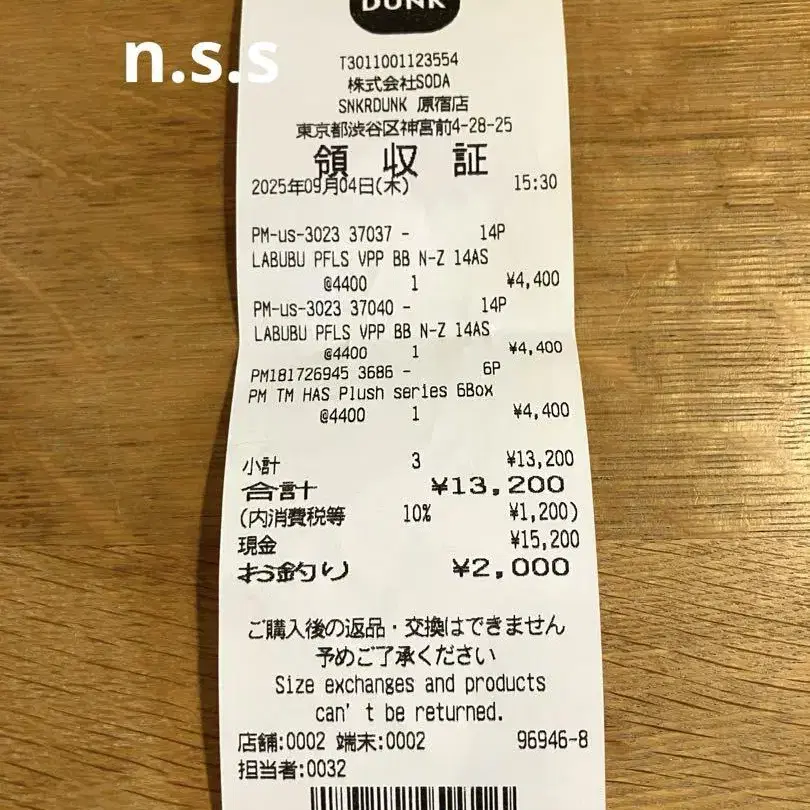 DUNK
n.s.s
T3011001123554
株式会社SODA
SNKRDUNK 原宿店
東京都渋谷区神宮前4-28-25
領 収 証
2025年09月04日(木) 15:30
PM-us-3023 37037 - 14P
LABUBU PFLS VPP BB N-Z 14AS
@4400 1 ¥4,400
PM-us-3023 37040 - 14P
LABUBU PFLS VPP BB N-Z 14AS
@4400 1 ¥4,400
PM181726945 3686 - 6P
PM TM HAS Plush series 6Box
@4400 1 ¥4,400
小計 3 ¥13,200
合計 ¥13,200
(内消費税等 10% ¥1,200)
現金 ¥15,200
お釣り ¥2,000
ご購入後の返品・交換はできません
予めご了承ください
Size exchanges and products
can't be returned.
店舗:0002 端末:0002 96946-8
担当者:0032